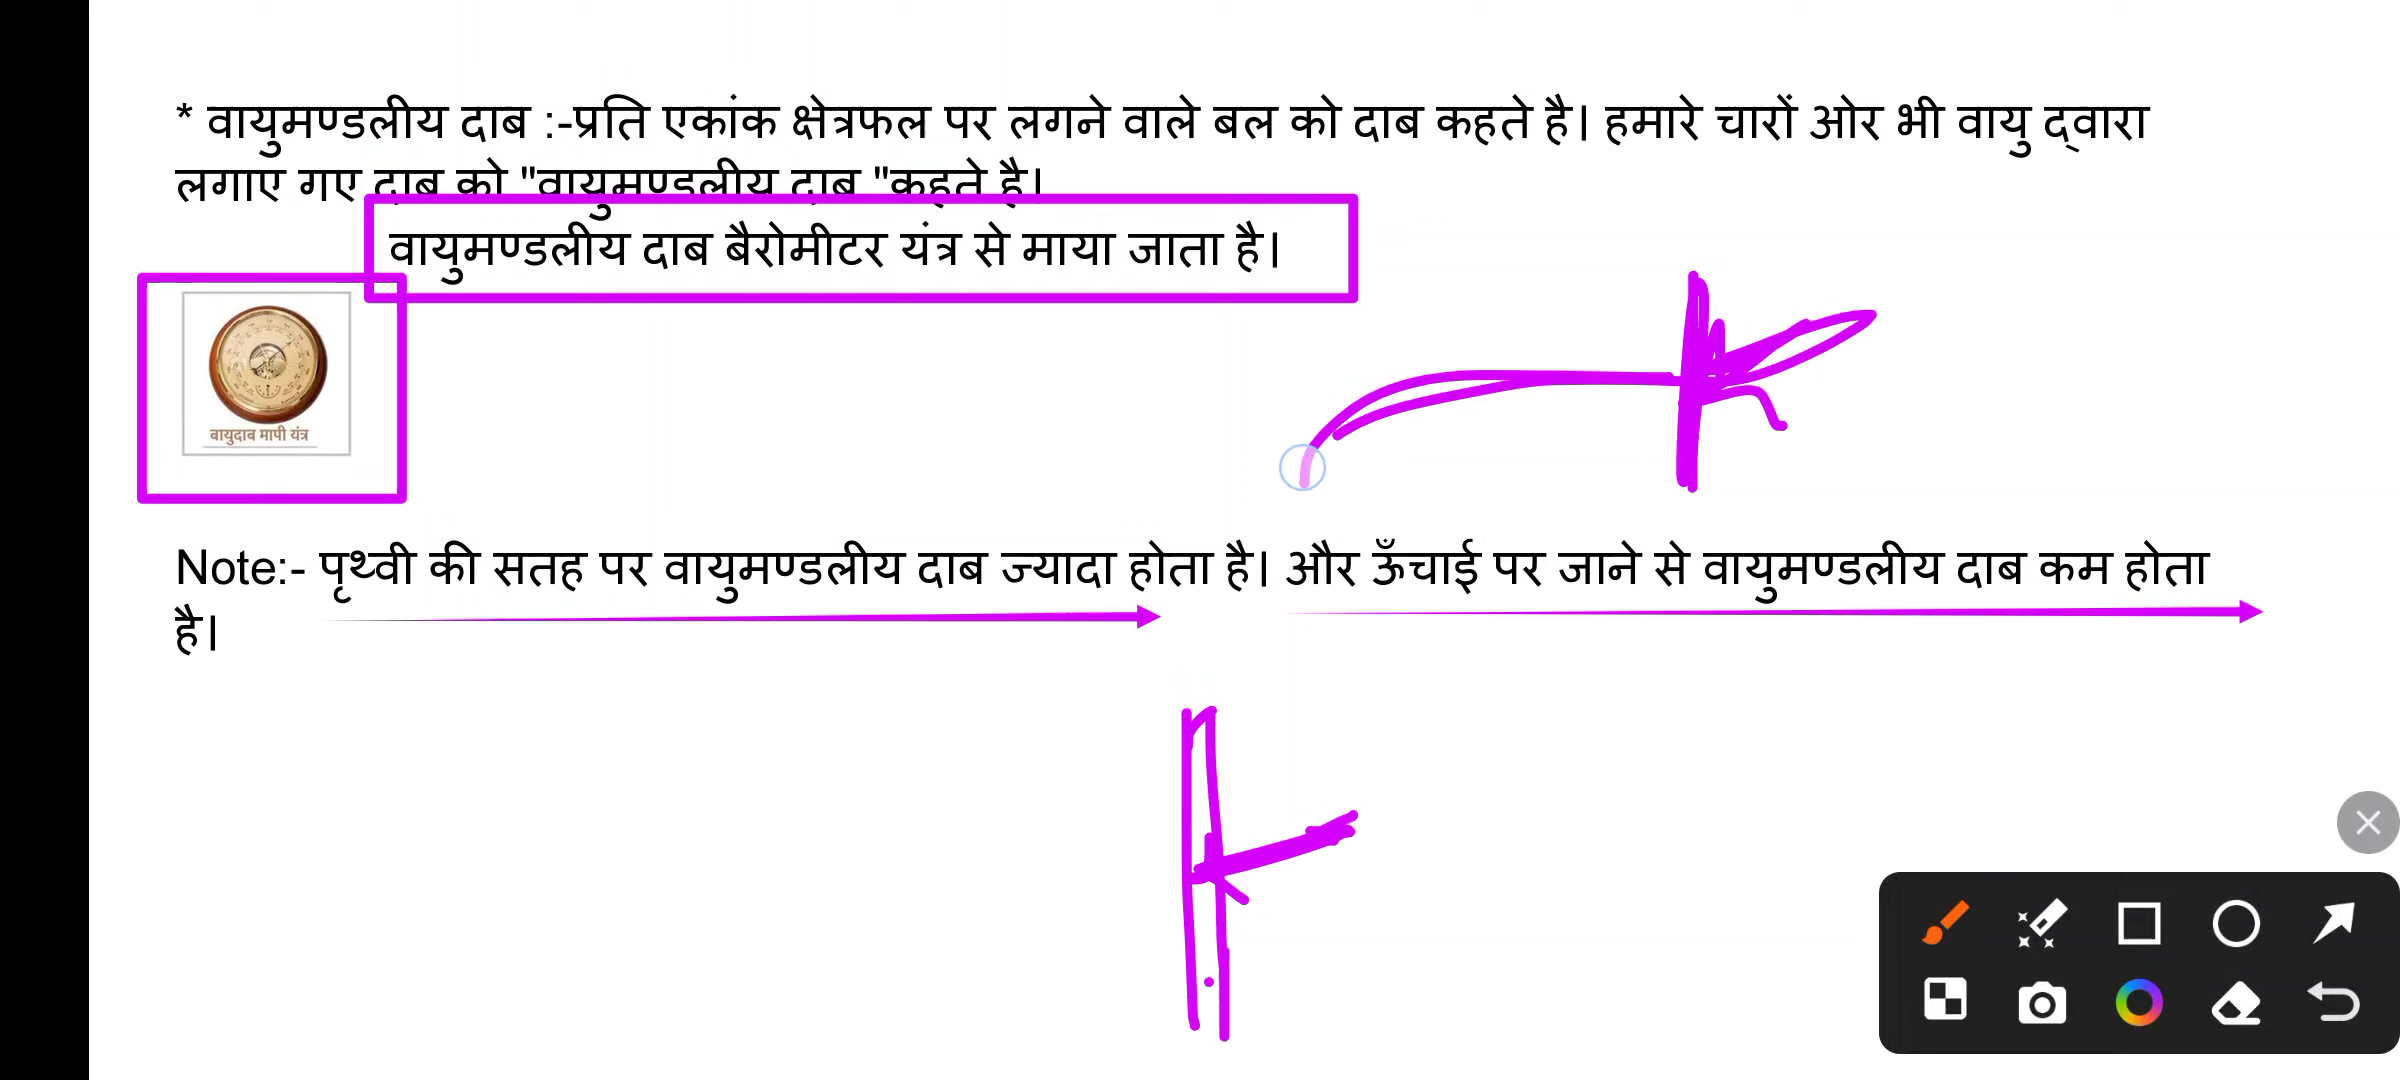 * वायुमण्डलीय दाब :-प्रति एकांक क्षेत्रफल पर लगने वाले बल को दाब कहते है। हमारे चारों ओर भी वायु द्वारा
लगाए गए दाब को "वायुमण्डलीय दाब "कहते है।
वायुमण्डलीय दाब बैरोमीटर यंत्र से माया जाता है।
बायुदाब मापी यंत्र
Note:- पृथ्वी की सतह पर वायुमण्डलीय दाब ज्यादा होता है। और ऊँचाई पर जाने से वायुमण्डलीय दाब कम होता
है।